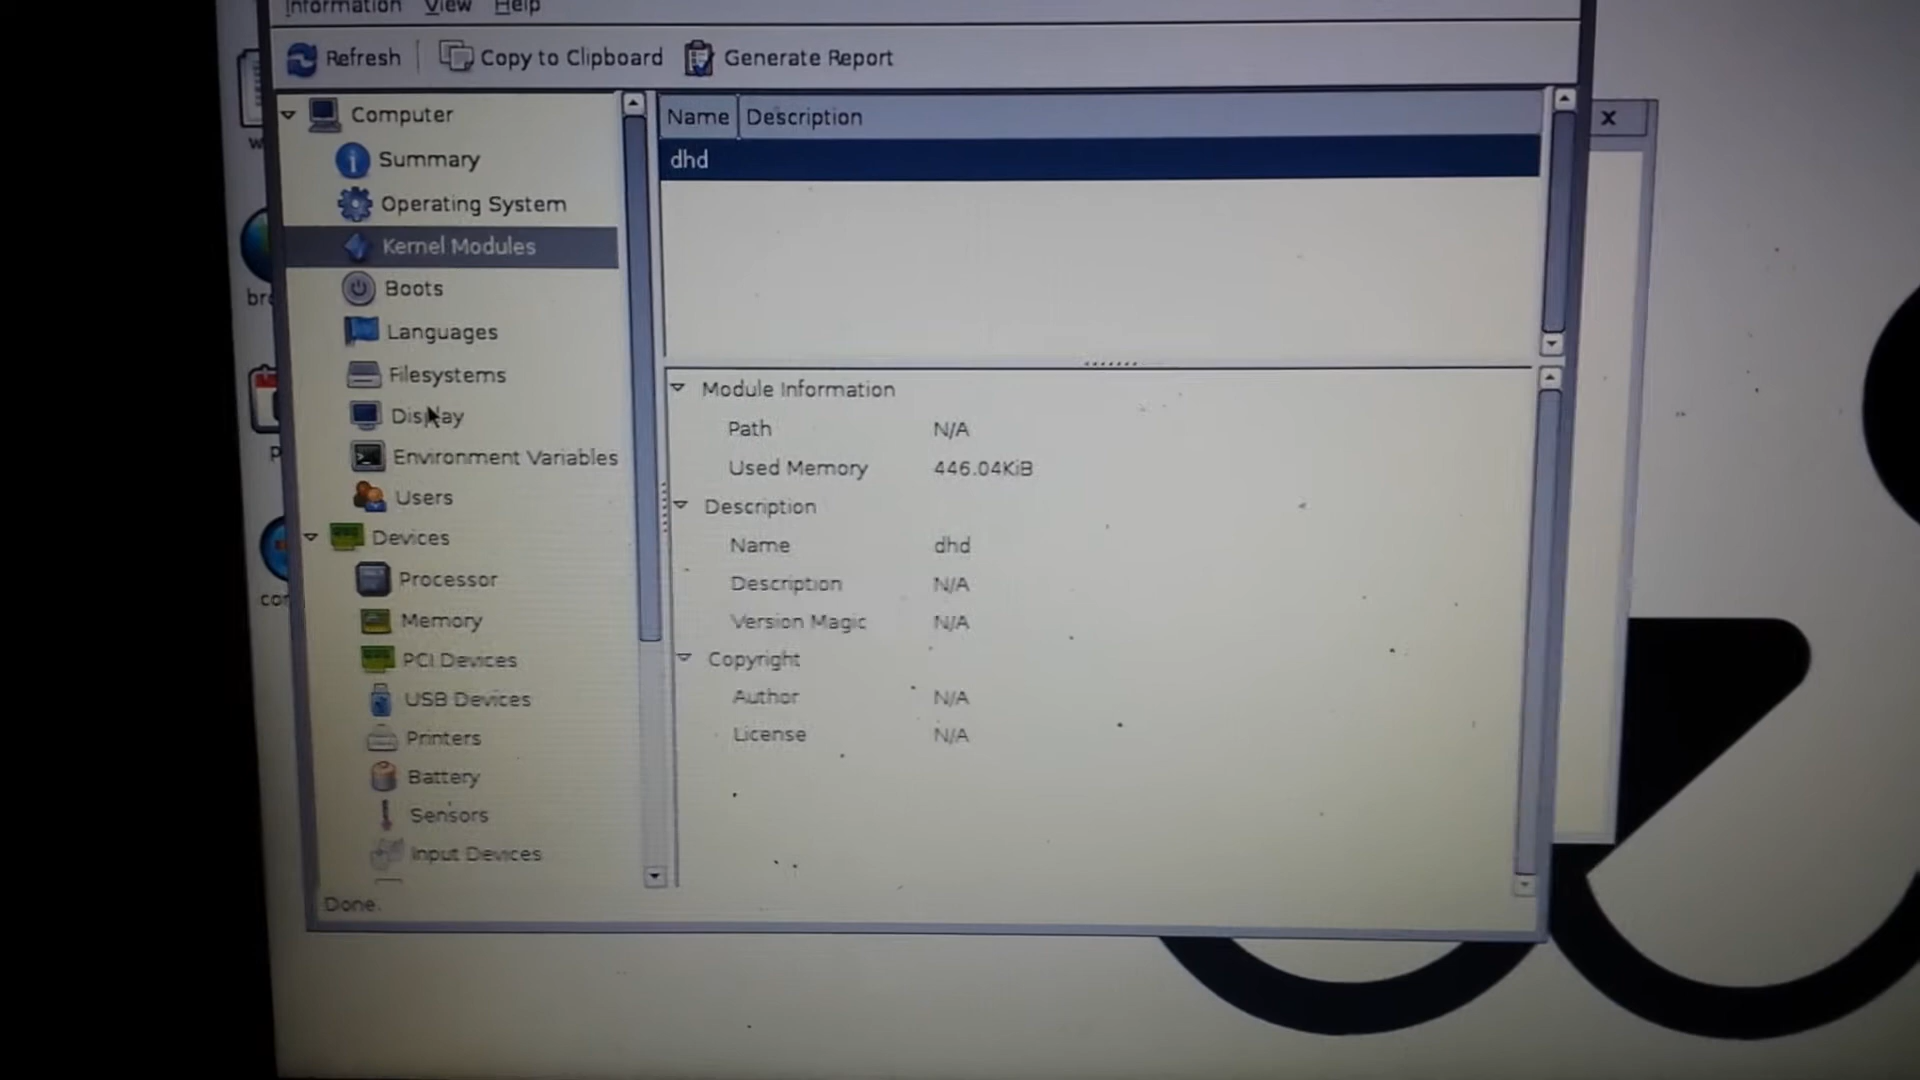 Information View Help
Refresh Copy to Clipboard Generate Report
Computer
Summary
Operating System
Kernel Modules
Boots
Languages
Filesystems
Display
Environment Variables
Users
Devices
Processor
Memory
PCI Devices
USB Devices
Printers
Battery
Sensors
Input Devices
Done.
Name Description
dhd
Module Information
Path N/A
Used Memory 446.04KiB
Description
Name dhd
Description N/A
Version Magic N/A
Copyright
Author N/A
License N/A